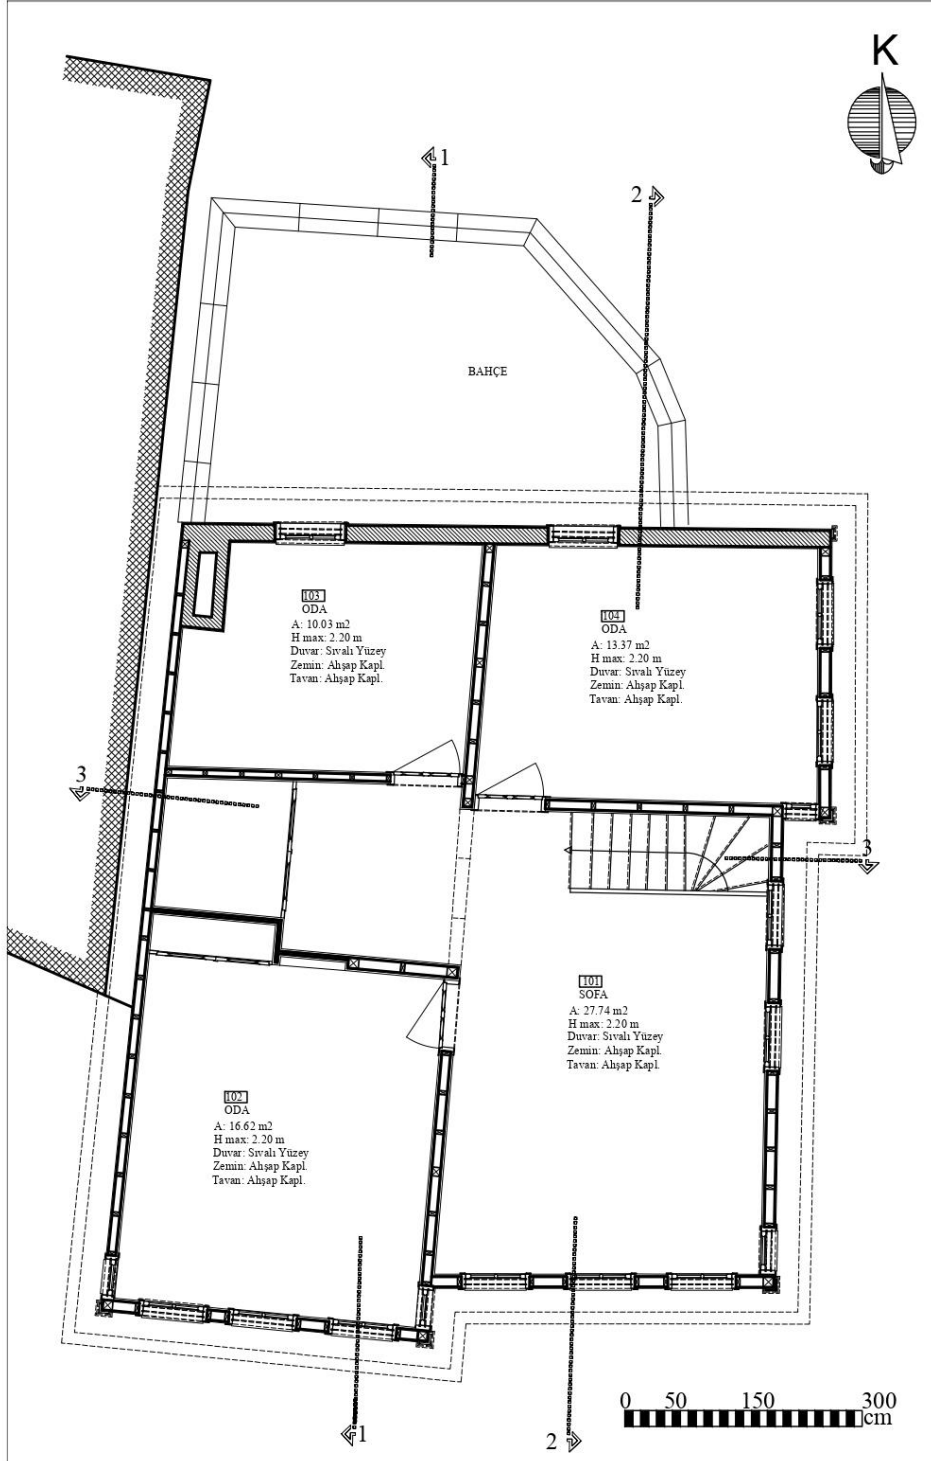 K
1
2
BAHÇE
103
ODA
A: 10.03 m2
H max: 2.20 m
Duvar: Sıvalı Yüzey
Zemin: Ahşap Kapl.
Tavan: Ahşap Kapl.
104
ODA
A: 13.37 m2
H max: 2.20 m
Duvar: Sıvalı Yüzey
Zemin: Ahşap Kapl.
Tavan: Ahşap Kapl.
3
3
101
SOFA
A: 27.74 m2
H max: 2.20 m
Duvar: Sıvalı Yüzey
Zemin: Ahşap Kapl.
Tavan: Ahşap Kapl.
102
ODA
A: 16.62 m2
H max: 2.20 m
Duvar: Sıvalı Yüzey
Zemin: Ahşap Kapl.
Tavan: Ahşap Kapl.
1
2
0 50 150 300
cm